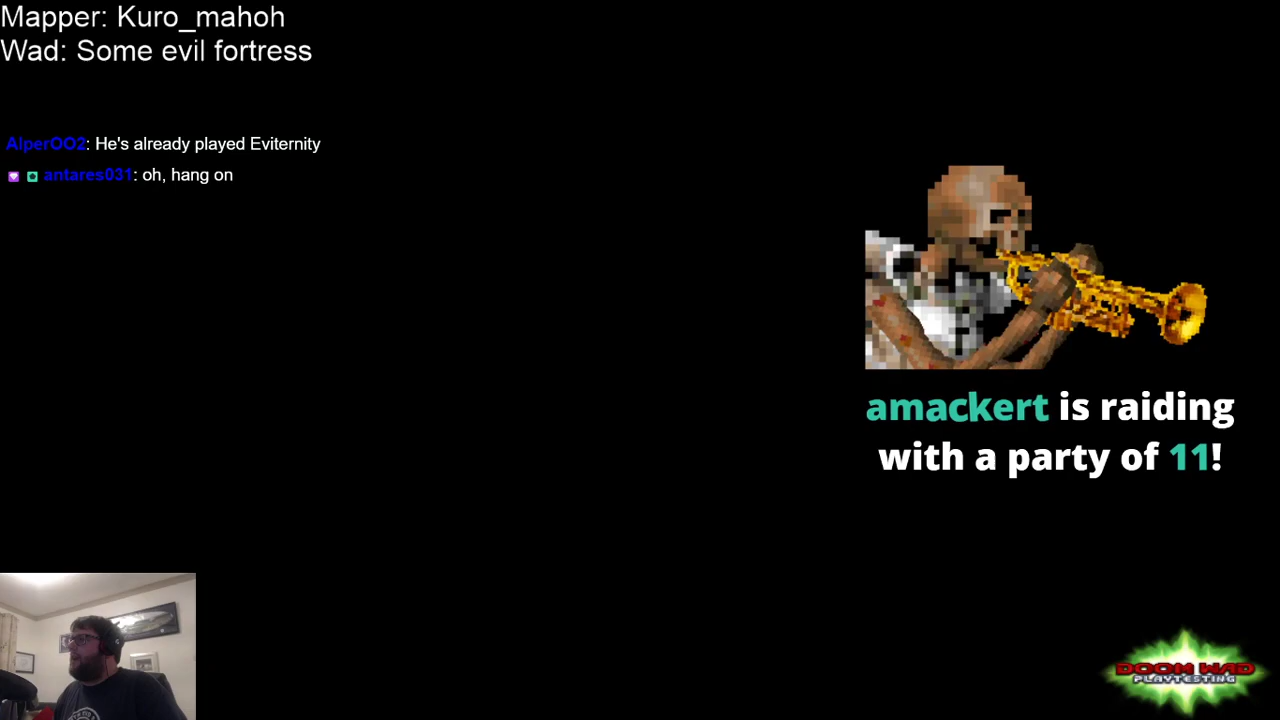 Mapper: Kuro_mahoh
Wad: Some evil fortress
AlperOO2: He's already played Eviternity
antares031: oh, hang on
amackert is raiding
with a party of 11!
DOOM WAD
PLAYTESTING